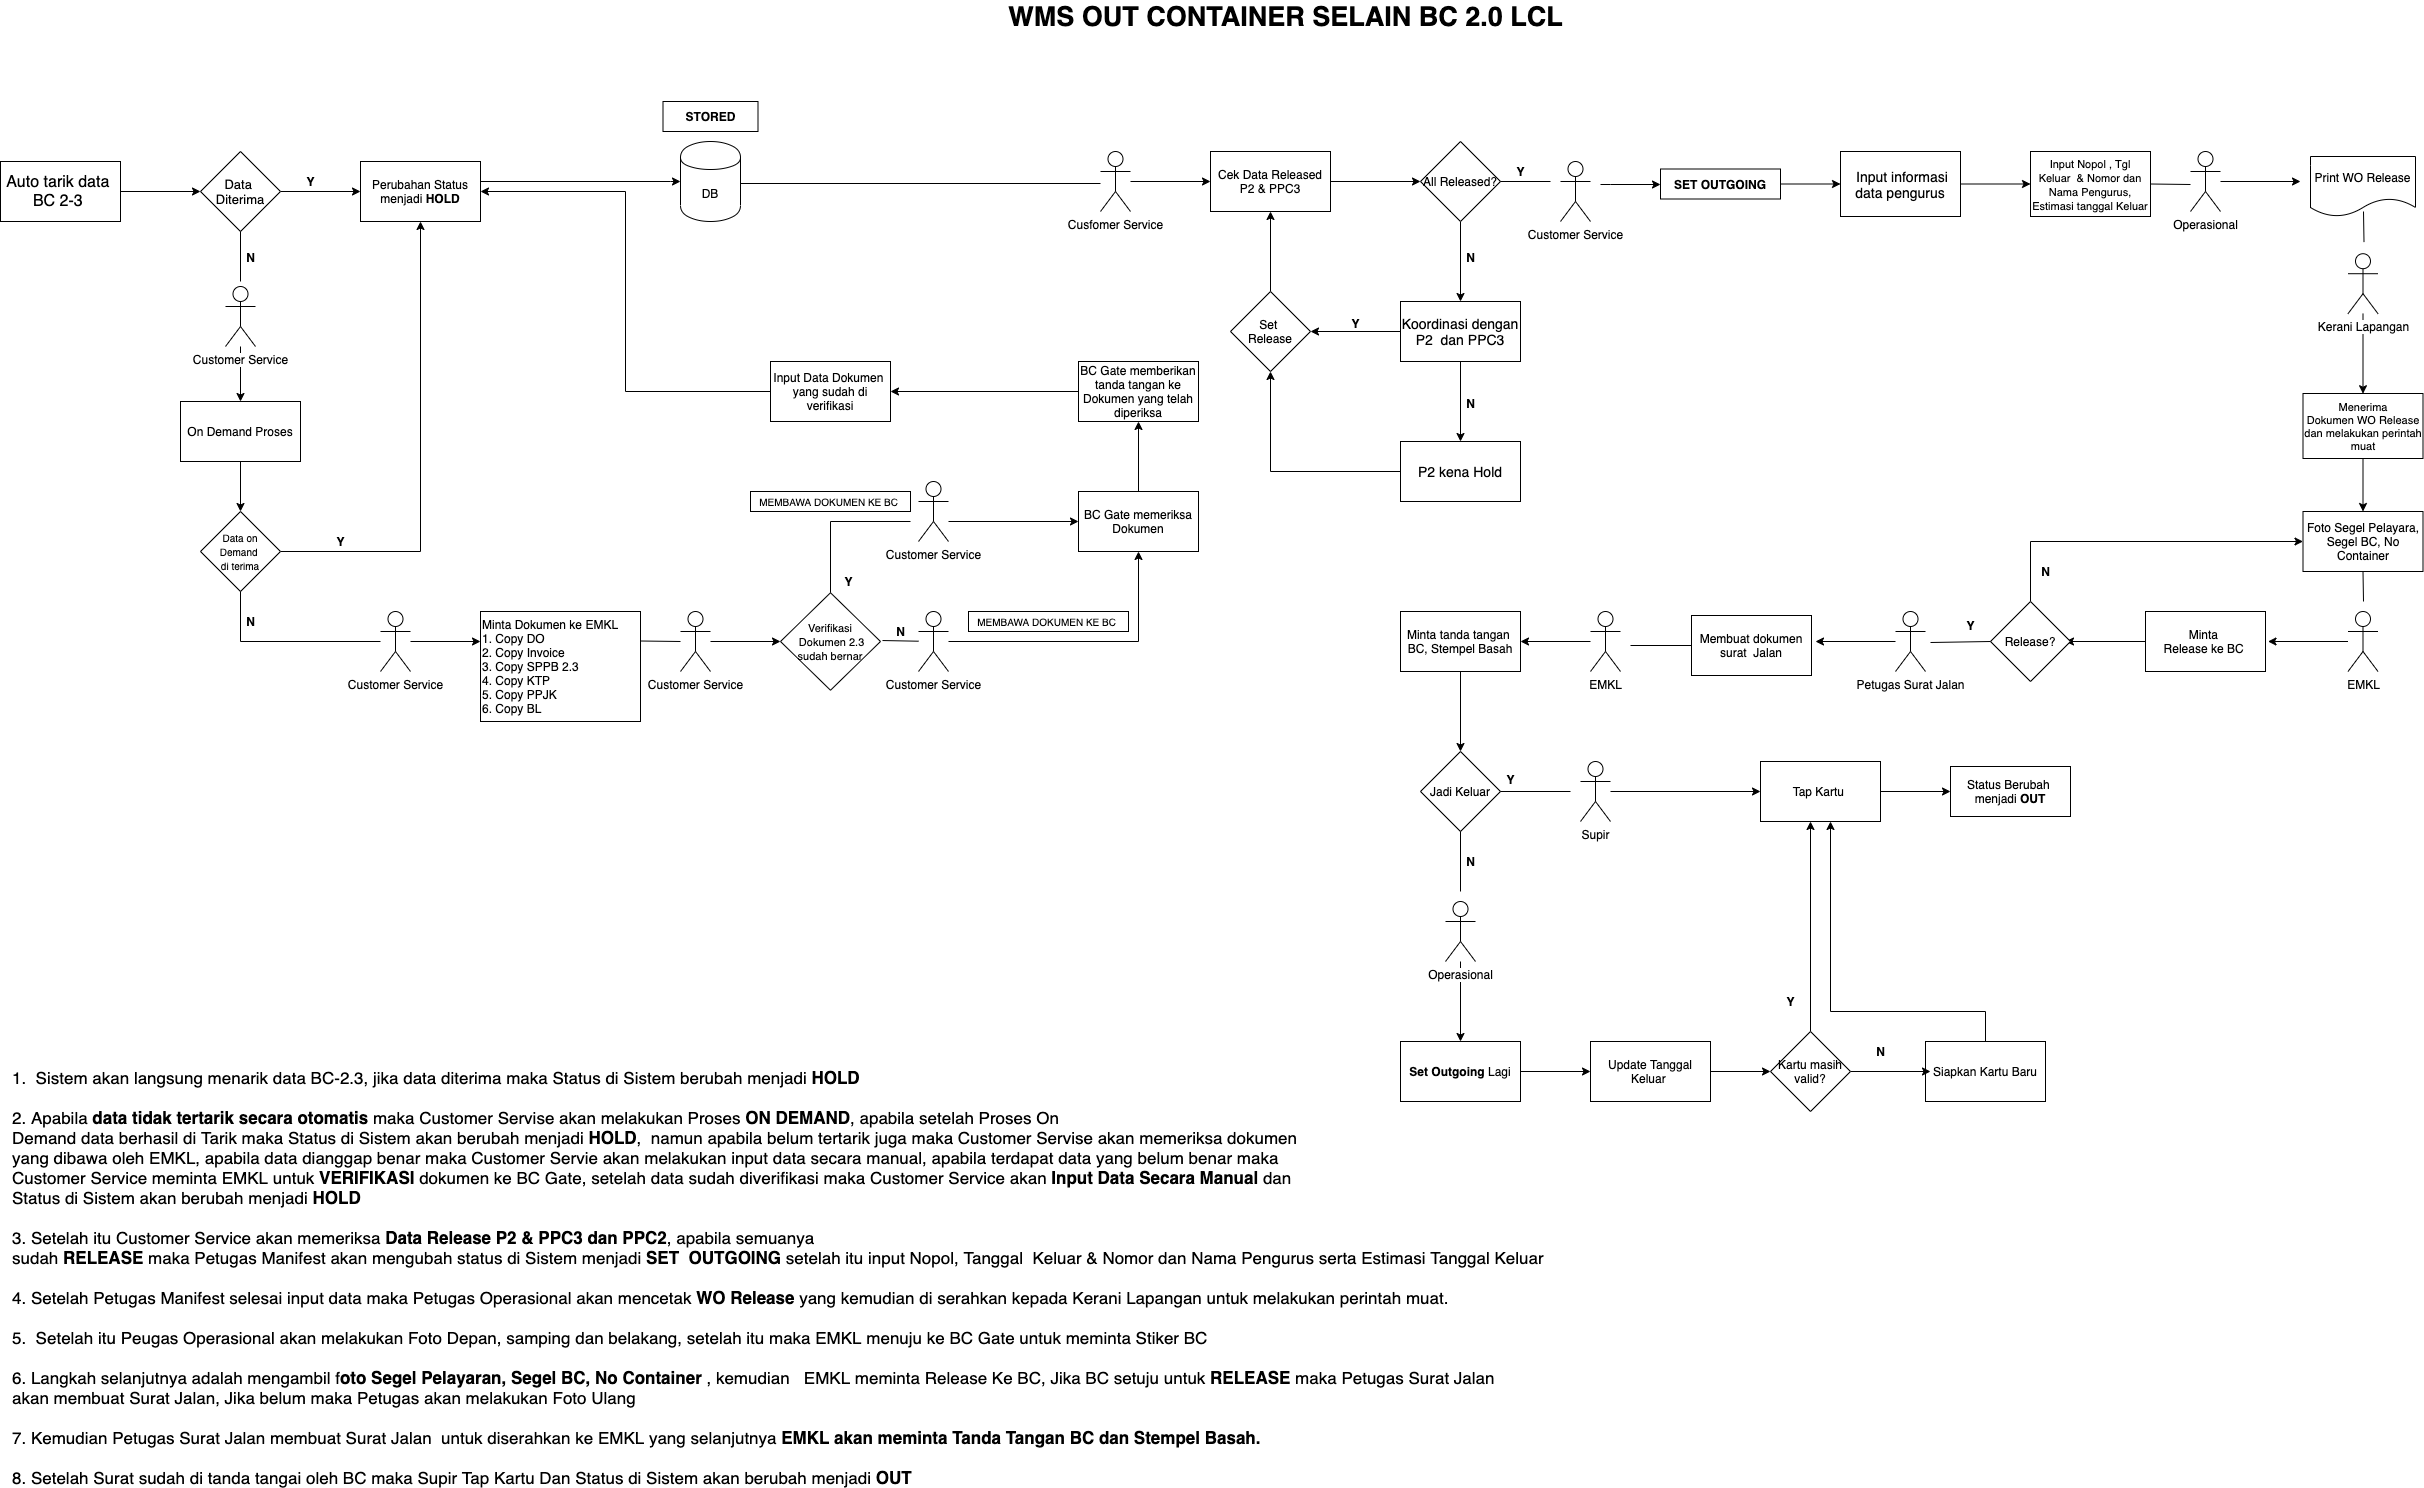 WMS OUT CONTAINER SELAIN BC 2.0 LCL
STORED
DB
Auto tarik data
BC 2-3
Data
Diterima
Y
N
Perubahan Status
menjadi HOLD
Cusfomer Service
Cek Data Released
P2 & PPC3
All Released?
Y
N
Customer Service
SET OUTGOING
Input informasi
data pengurus
Input Nopol , Tgl
Keluar & Nomor dan
Nama Pengurus,
Estimasi tanggal Keluar
Operasional
Print WO Release
Customer Service
On Demand Proses
Data on
Demand
di terima
Y
N
Set
Release
Y
Koordinasi dengan
P2 dan PPC3
N
P2 kena Hold
Kerani Lapangan
Menerima
Dokumen WO Release
dan melakukan perintah
muat
Input Data Dokumen
yang sudah di
verifikasi
BC Gate memberikan
tanda tangan ke
Dokumen yang telah
diperiksa
MEMBAWA DOKUMEN KE BC
Customer Service
BC Gate memeriksa
Dokumen
Foto Segel Pelayara,
Segel BC, No
Container
Customer Service
Minta Dokumen ke EMKL
1. Copy DO
2. Copy Invoice
3. Copy SPPB 2.3
4. Copy KTP
5. Copy PPJK
6. Copy BL
Customer Service
Verifikasi
Dokumen 2.3
sudah bernar
Y
N
MEMBAWA DOKUMEN KE BC
Customer Service
Minta tanda tangan
BC, Stempel Basah
EMKL
Membuat dokumen
surat Jalan
Petugas Surat Jalan
Y
N
Release?
Minta
Release ke BC
EMKL
Jadi Keluar
Y
N
Supir
Tap Kartu
Status Berubah
menjadi OUT
Operasional
Set Outgoing Lagi
Update Tanggal
Keluar
Y
Kartu masih
valid?
N
Siapkan Kartu Baru
1. Sistem akan langsung menarik data BC-2.3, jika data diterima maka Status di Sistem berubah menjadi HOLD
2. Apabila data tidak tertarik secara otomatis maka Customer Servise akan melakukan Proses ON DEMAND, apabila setelah Proses On
Demand data berhasil di Tarik maka Status di Sistem akan berubah menjadi HOLD, namun apabila belum tertarik juga maka Customer Servise akan memeriksa dokumen
yang dibawa oleh EMKL, apabila data dianggap benar maka Customer Servie akan melakukan input data secara manual, apabila terdapat data yang belum benar maka
Customer Service meminta EMKL untuk VERIFIKASI dokumen ke BC Gate, setelah data sudah diverifikasi maka Customer Service akan Input Data Secara Manual dan
Status di Sistem akan berubah menjadi HOLD
3. Setelah itu Customer Service akan memeriksa Data Release P2 & PPC3 dan PPC2, apabila semuanya
sudah RELEASE maka Petugas Manifest akan mengubah status di Sistem menjadi SET OUTGOING setelah itu input Nopol, Tanggal Keluar & Nomor dan Nama Pengurus serta Estimasi Tanggal Keluar
4. Setelah Petugas Manifest selesai input data maka Petugas Operasional akan mencetak WO Release yang kemudian di serahkan kepada Kerani Lapangan untuk melakukan perintah muat.
5. Setelah itu Peugas Operasional akan melakukan Foto Depan, samping dan belakang, setelah itu maka EMKL menuju ke BC Gate untuk meminta Stiker BC
6. Langkah selanjutnya adalah mengambil foto Segel Pelayaran, Segel BC, No Container , kemudian EMKL meminta Release Ke BC, Jika BC setuju untuk RELEASE maka Petugas Surat Jalan
akan membuat Surat Jalan, Jika belum maka Petugas akan melakukan Foto Ulang
7. Kemudian Petugas Surat Jalan membuat Surat Jalan untuk diserahkan ke EMKL yang selanjutnya EMKL akan meminta Tanda Tangan BC dan Stempel Basah.
8. Setelah Surat sudah di tanda tangai oleh BC maka Supir Tap Kartu Dan Status di Sistem akan berubah menjadi OUT